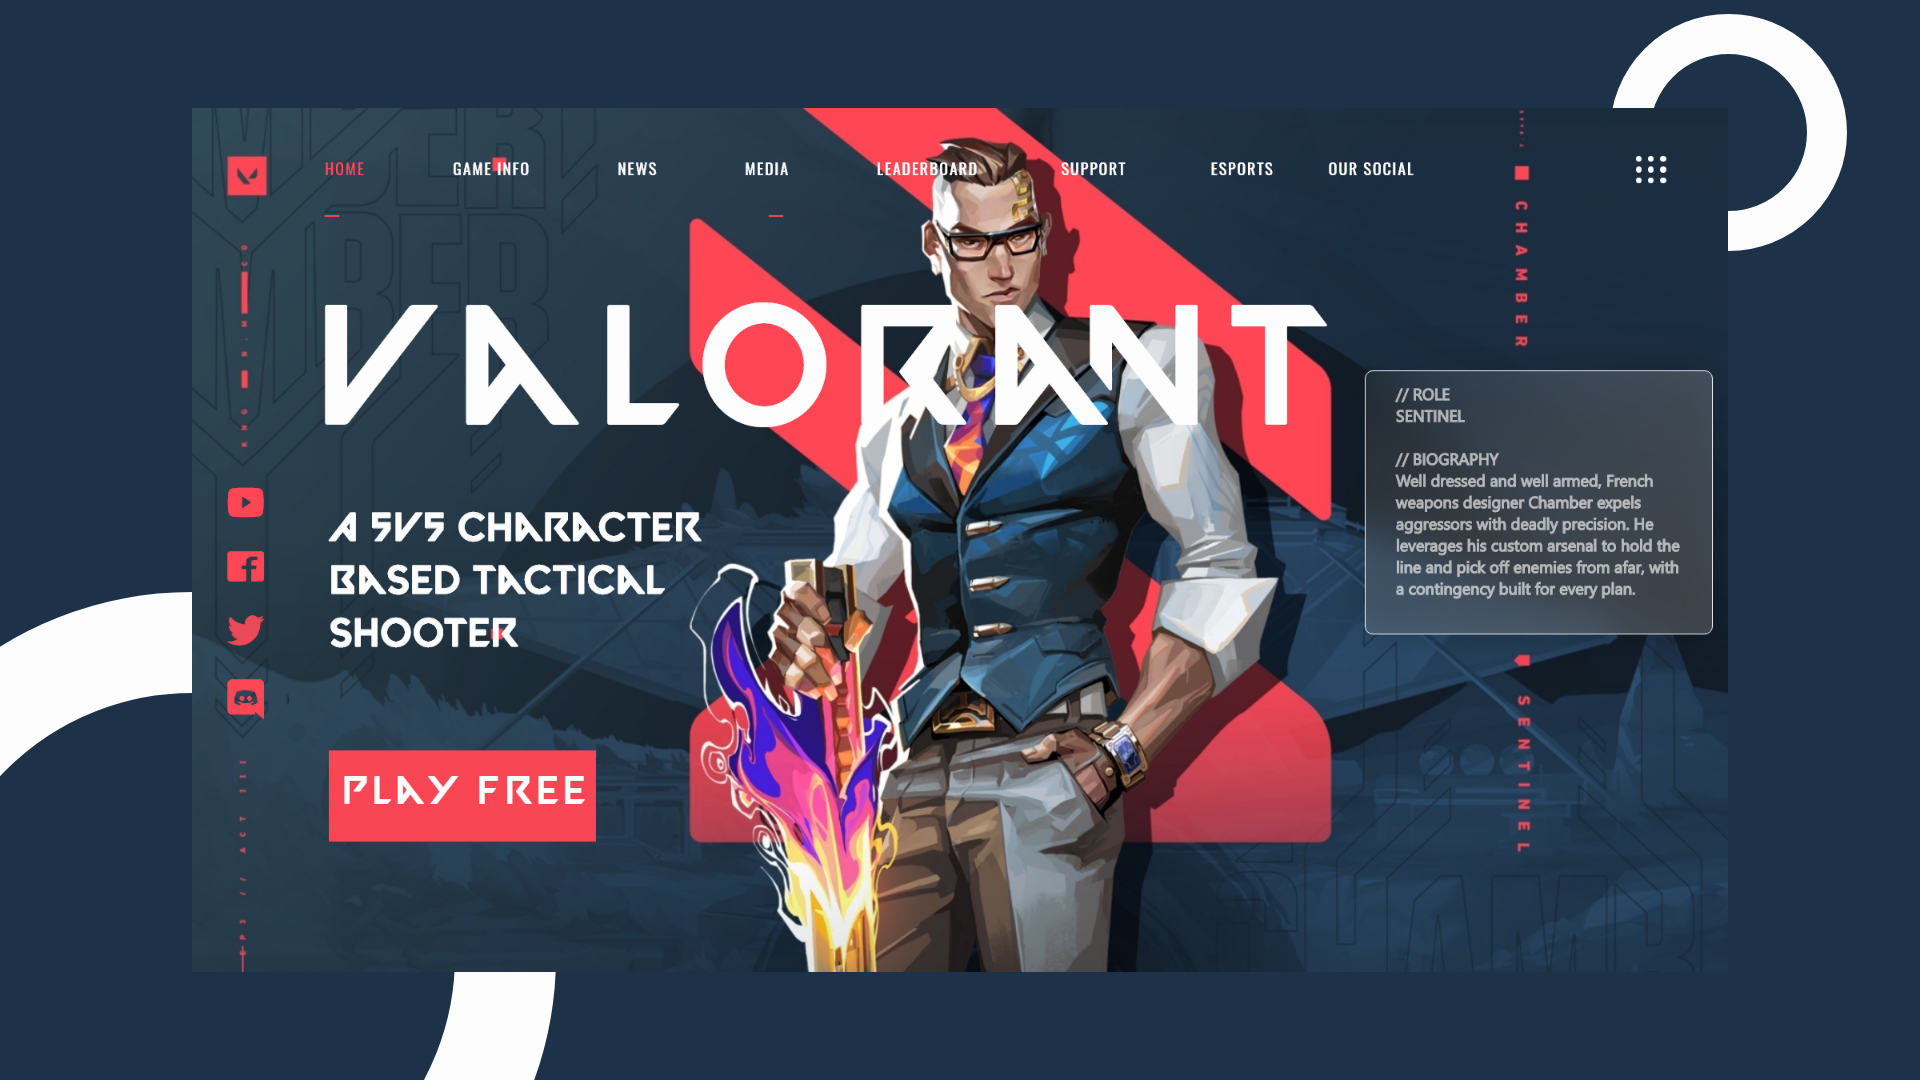 HOME GAME INFO NEWS MEDIA LEADERBOARD SUPPORT ESPORTS OUR SOCIAL
VALORANT
A 5V5 CHARACTER
BASED TACTICAL
SHOOTER
PLAY FREE
CHAMBER
// ROLE
SENTINEL
// BIOGRAPHY
Well dressed and well armed, French
weapons designer Chamber expels
aggressors with deadly precision. He
leverages his custom arsenal to hold the
line and pick off enemies from afar, with
a contingency built for every plan.
SENTINEL